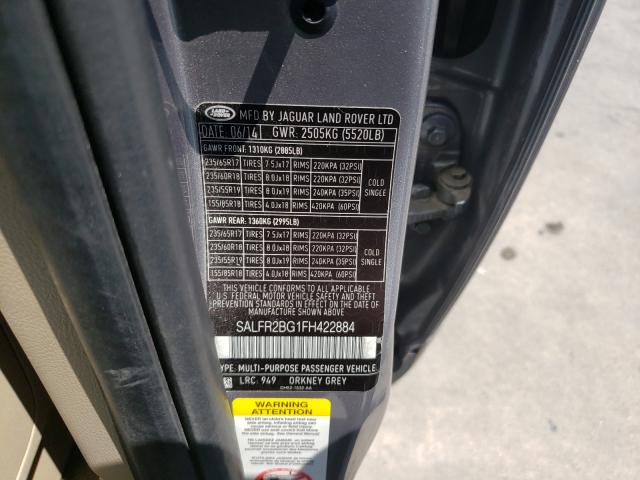 LAND ROVER
MFD BY JAGUAR LAND ROVER LTD
DATE 06/14 GWR: 2505KG (5520LB)
GAWR FRONT: 1310KG (2885LB)
235/65R17 TIRES 7.5Jx17 RIMS 220KPA (32PSI)
235/60R18 TIRES 8.0Jx18 RIMS 220KPA (32PSI)
235/55R19 TIRES 8.0Jx19 RIMS 240KPA (35PSI)
155/85R18 TIRES 4.0Jx18 RIMS 420KPA (60PSI)
COLD
SINGLE
GAWR REAR: 1360KG (2995LB)
235/65R17 TIRES 7.5Jx17 RIMS 220KPA (32PSI)
235/60R18 TIRES 8.0Jx18 RIMS 220KPA (32PSI)
235/55R19 TIRES 8.0Jx19 RIMS 240KPA (35PSI)
155/85R18 TIRES 4.0Jx18 RIMS 420KPA (60PSI)
COLD
SINGLE
THIS VEHICLE CONFORMS TO ALL APPLICABLE
U.S. FEDERAL MOTOR VEHICLE SAFETY, BUMPER, AND THEFT
PREVENTION STANDARDS IN EFFECT ON THE DATE
OF MANUFACTURE SHOWN ABOVE.
SALFR2BG1FH422884
TYPE: MULTI-PURPOSE PASSENGER VEHICLE
LRC 949 ORKNEY GREY
WARNING
ATTENTION